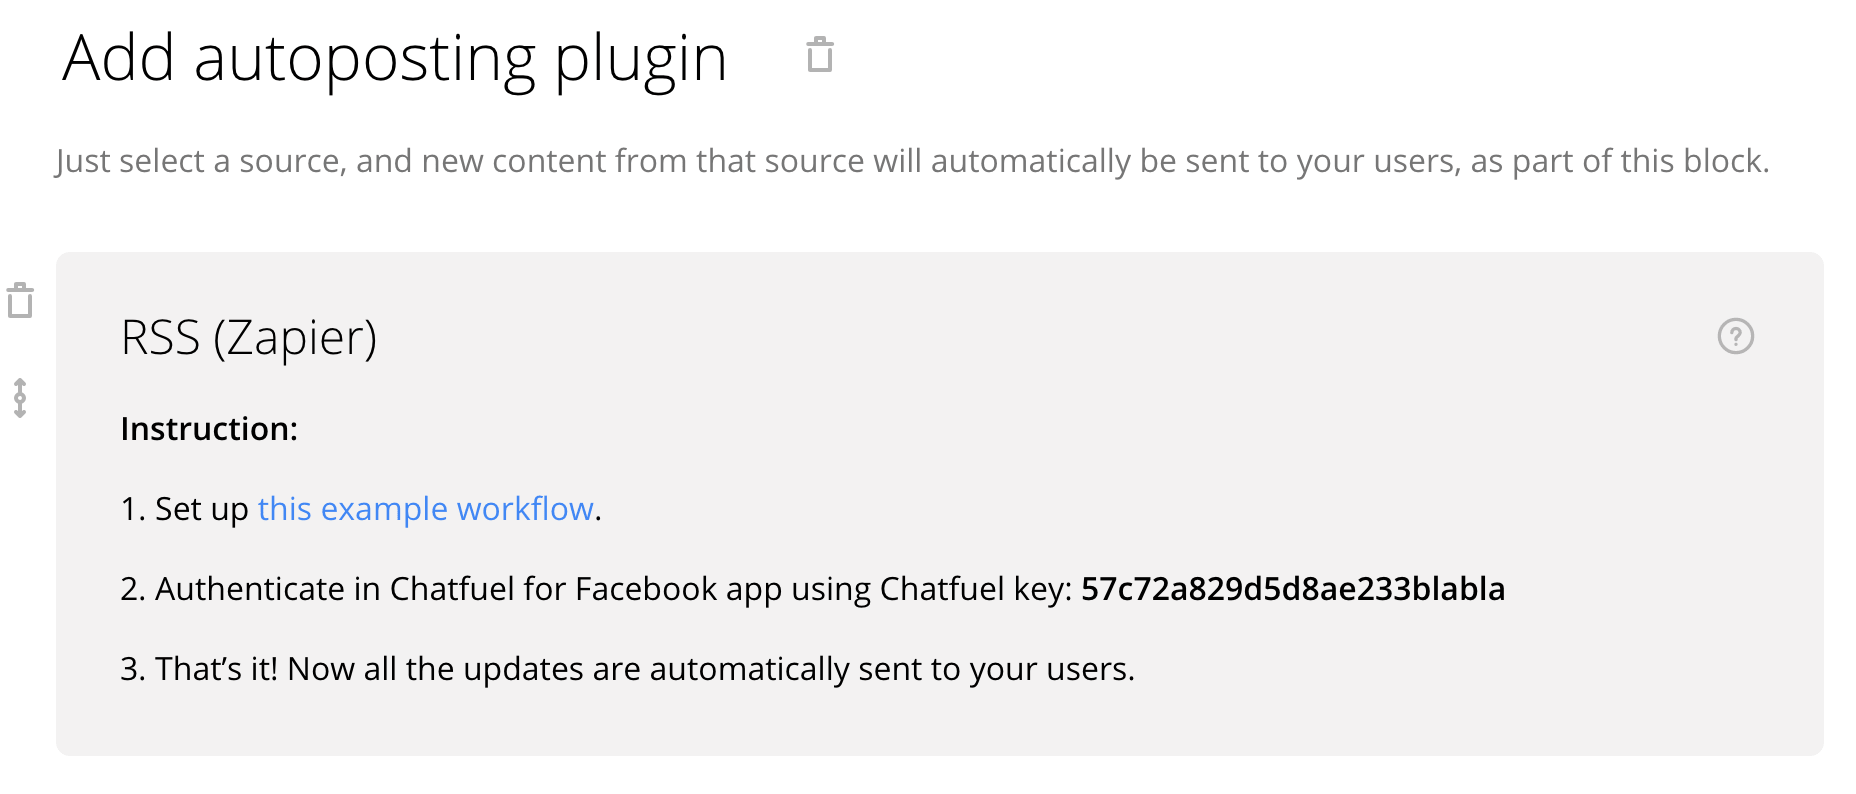 Add autoposting plugin
Just select a source, and new content from that source will automatically be sent to your users, as part of this block.
RSS (Zapier)
?
Instruction:
1. Set up this example workflow.
2. Authenticate in Chatfuel for Facebook app using Chatfuel key: 57c72a829d5d8ae233blabla
3. That’s it! Now all the updates are automatically sent to your users.